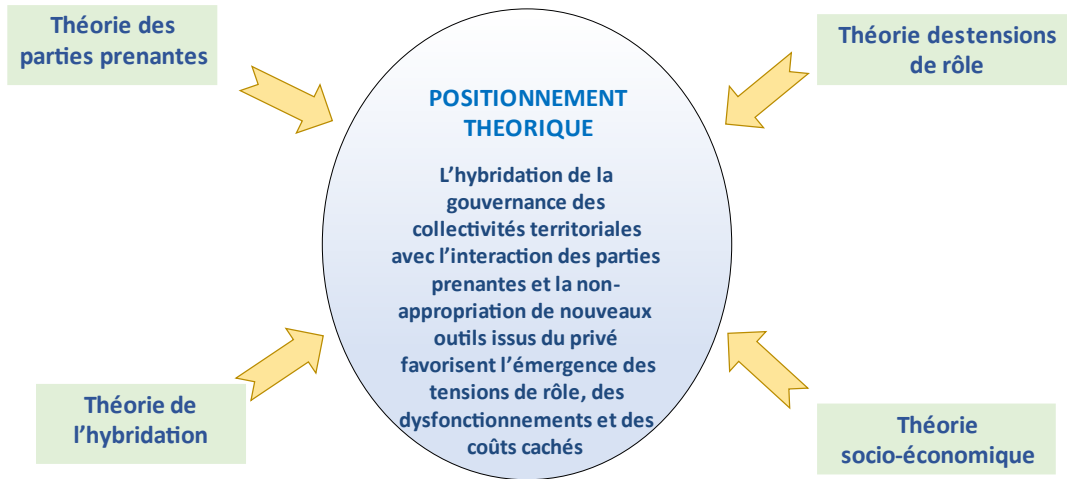 Théorie des
parties prenantes
Théorie destensions
de rôle
POSITIONNEMENT
THEORIQUE
L’hybridation de la
gouvernance des
collectivités territoriales
avec l’interaction des parties
prenantes et la non-
appropriation de nouveaux
outils issus du privé
favorisent l’émergence des
tensions de rôle, des
dysfonctionnements et des
coûts cachés
Théorie de
l’hybridation
Théorie
socio-économique